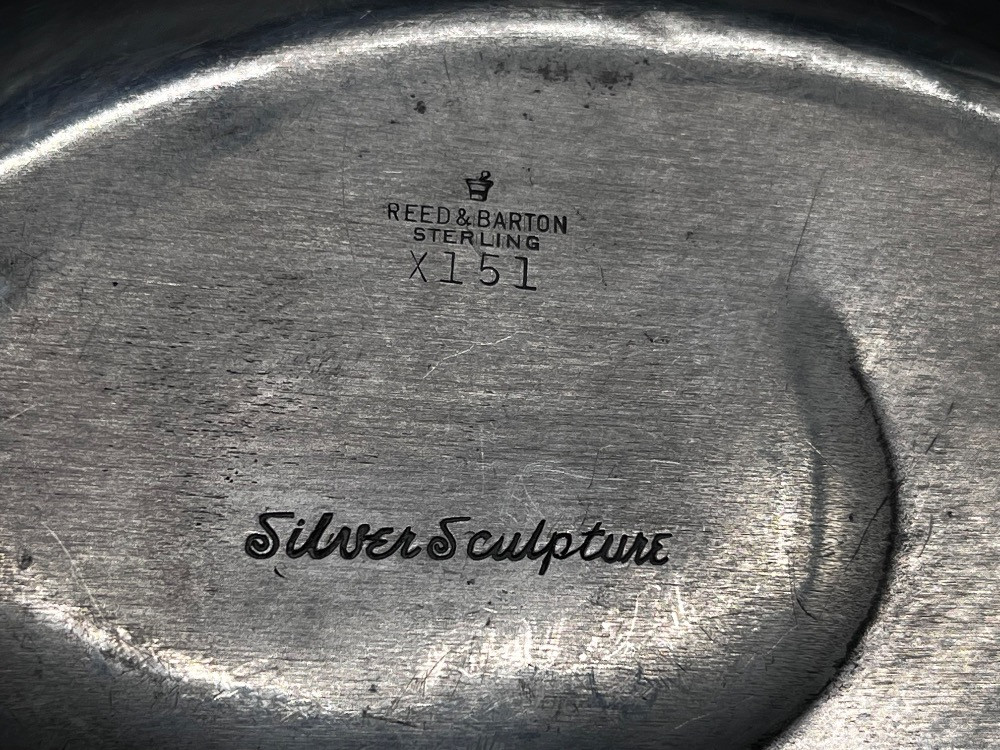 REED & BARTON
STERLING
X151
Silver Sculpture